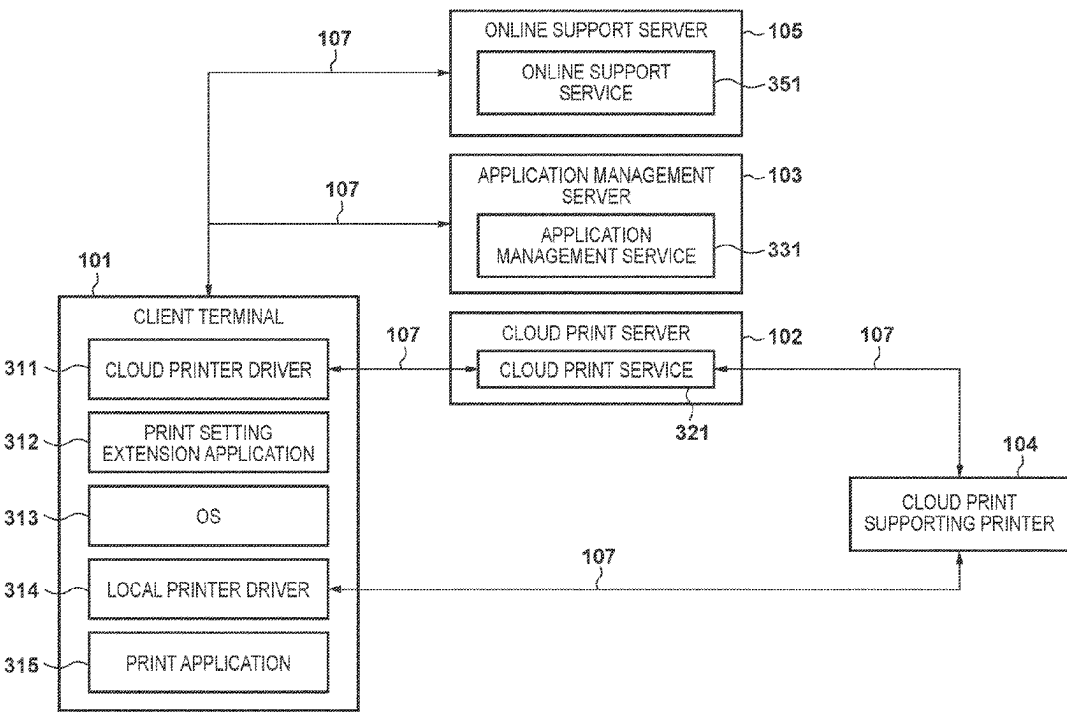 ONLINE SUPPORT SERVER
105
107
ONLINE SUPPORT
SERVICE
351
APPLICATION MANAGEMENT
SERVER
103
107
APPLICATION
MANAGEMENT SERVICE
331
101
CLIENT TERMINAL
CLOUD PRINT SERVER
102
107
107
311
CLOUD PRINTER DRIVER
CLOUD PRINT SERVICE
321
312
PRINT SETTING
EXTENSION APPLICATION
104
313
OS
CLOUD PRINT
SUPPORTING PRINTER
107
314
LOCAL PRINTER DRIVER
315
PRINT APPLICATION